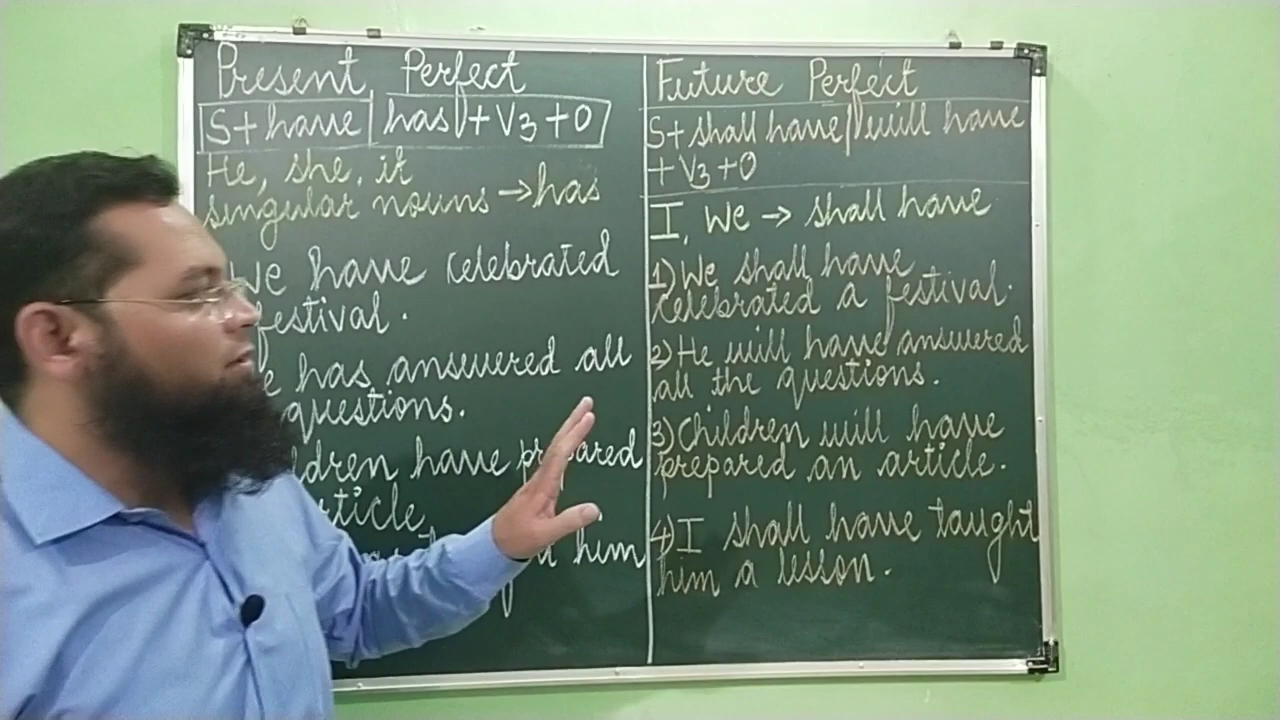 Present Perfect
S+ have | has + V3 + O
He, she, it
singular nouns → has
We have celebrated
festival.
has answered all
questions.
have prepared
him
Future Perfect
S+ shall have / will have
+ V3 + O
I, We → shall have
1) We shall have
celebrated a festival.
2) He will have answered
all the questions.
3) Children will have
prepared an article.
4) I shall have taught
him a lesson.